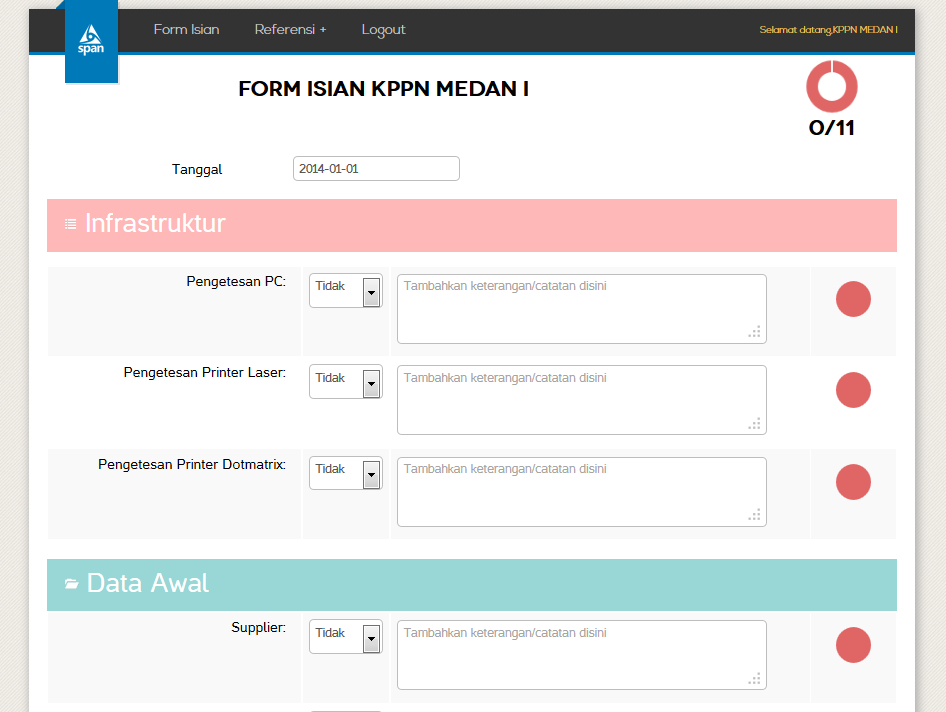 span
Form Isian
Referensi +
Logout
Selamat datang,KPPN MEDAN I
FORM ISIAN KPPN MEDAN I
0/11
Tanggal
2014-01-01
Infrastruktur
Pengetesan PC:
Tidak
Tambahkan keterangan/catatan disini
Pengetesan Printer Laser:
Tidak
Tambahkan keterangan/catatan disini
Pengetesan Printer Dotmatrix:
Tidak
Tambahkan keterangan/catatan disini
Data Awal
Supplier:
Tidak
Tambahkan keterangan/catatan disini